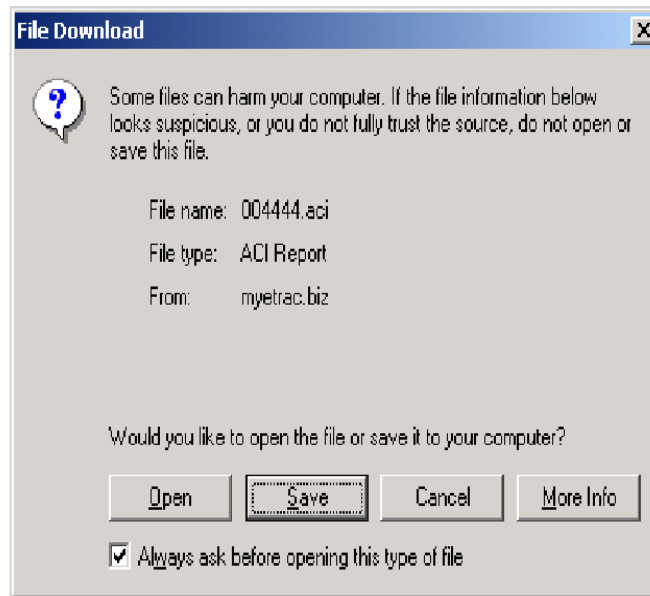 File Download
Some files can harm your computer. If the file information below
looks suspicious, or you do not fully trust the source, do not open or
save this file.
File name: 004444.aci
File type: ACI Report
From: myetrac.biz
Would you like to open the file or save it to your computer?
Open Save Cancel More Info
Always ask before opening this type of file